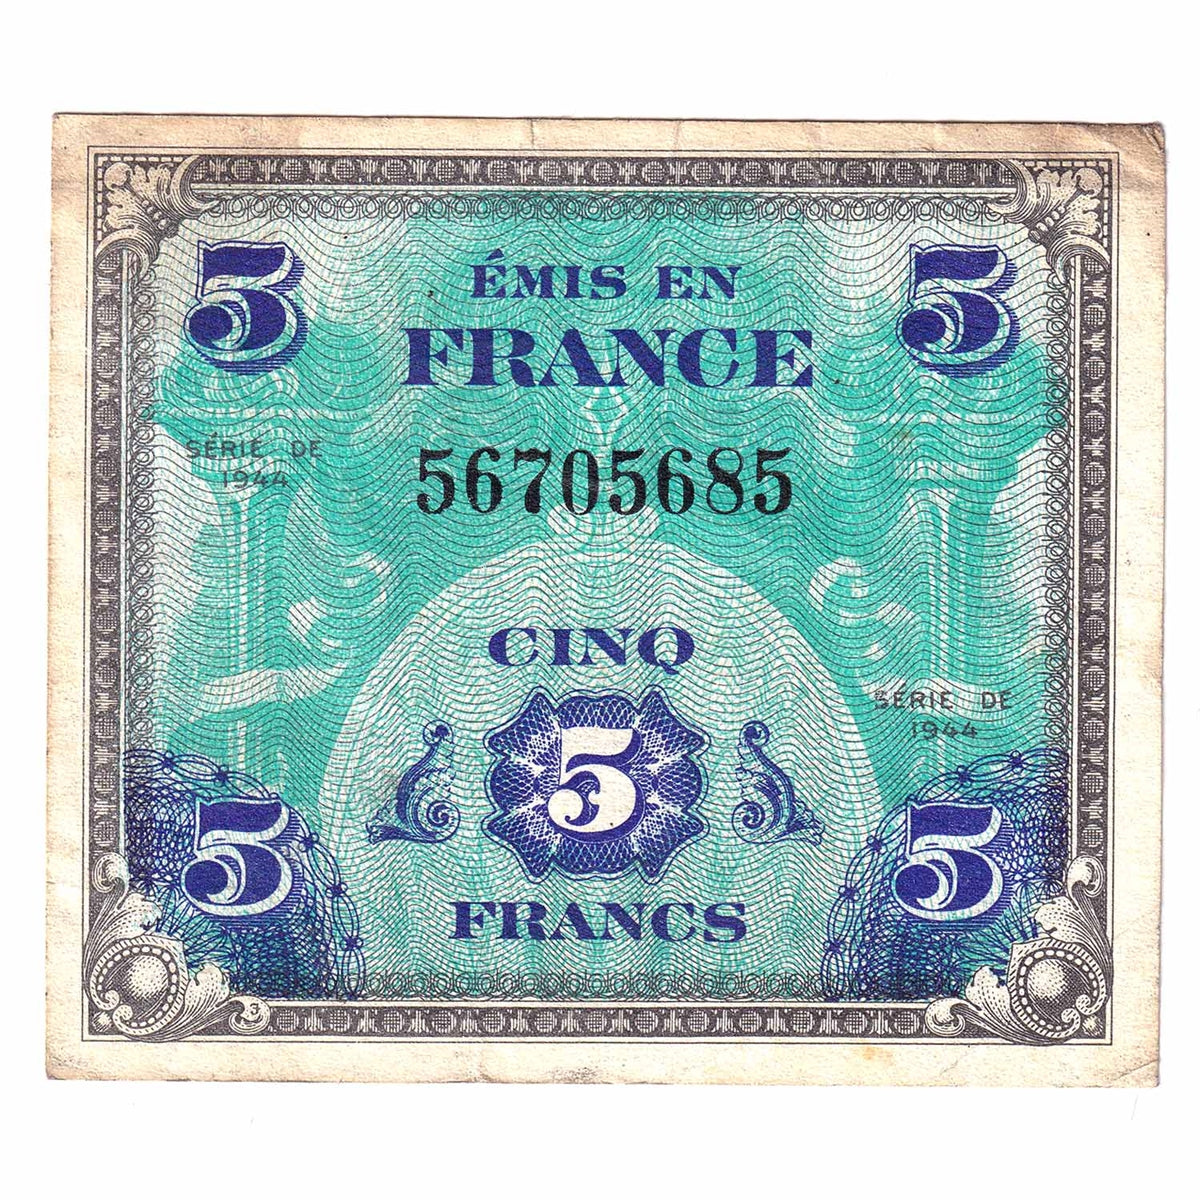 5
ÉMIS EN
5
FRANCE
SÉRIE DE
1944
56705685
CINQ
SÉRIE DE
1944
5
5
5
FRANCS